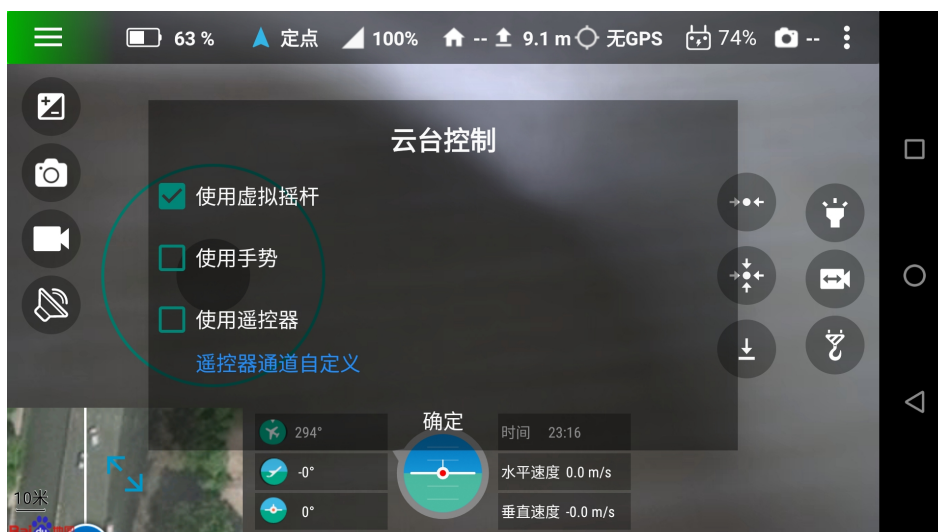 63 % 定点 100% -- 9.1 m 无GPS 74% --
云台控制
使用虚拟摇杆
使用手势
使用遥控器
遥控器通道自定义
确定
294° 时间 23:16
-0° 水平速度 0.0 m/s
0° 垂直速度 -0.0 m/s
10米